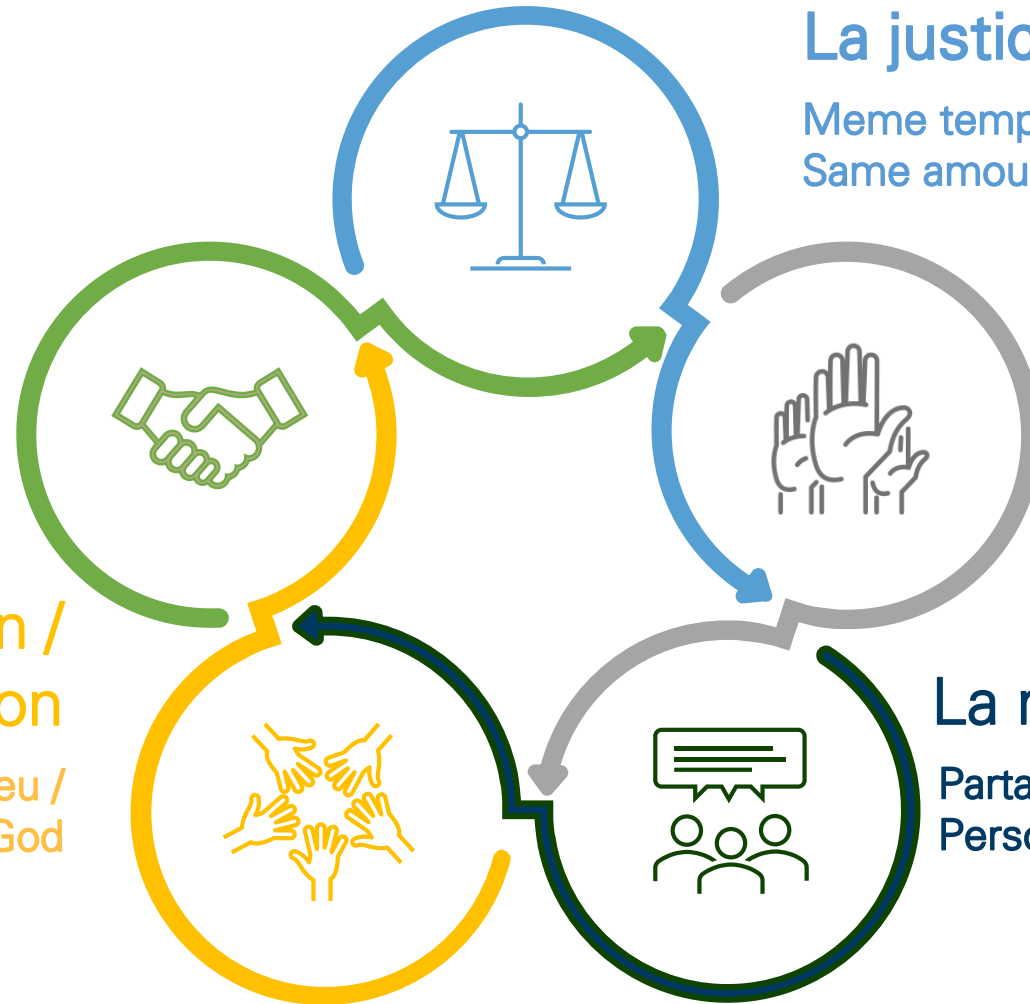 La justic
Meme temp
Same amou
n /
on
eu /
God
La r
Parta
Perso